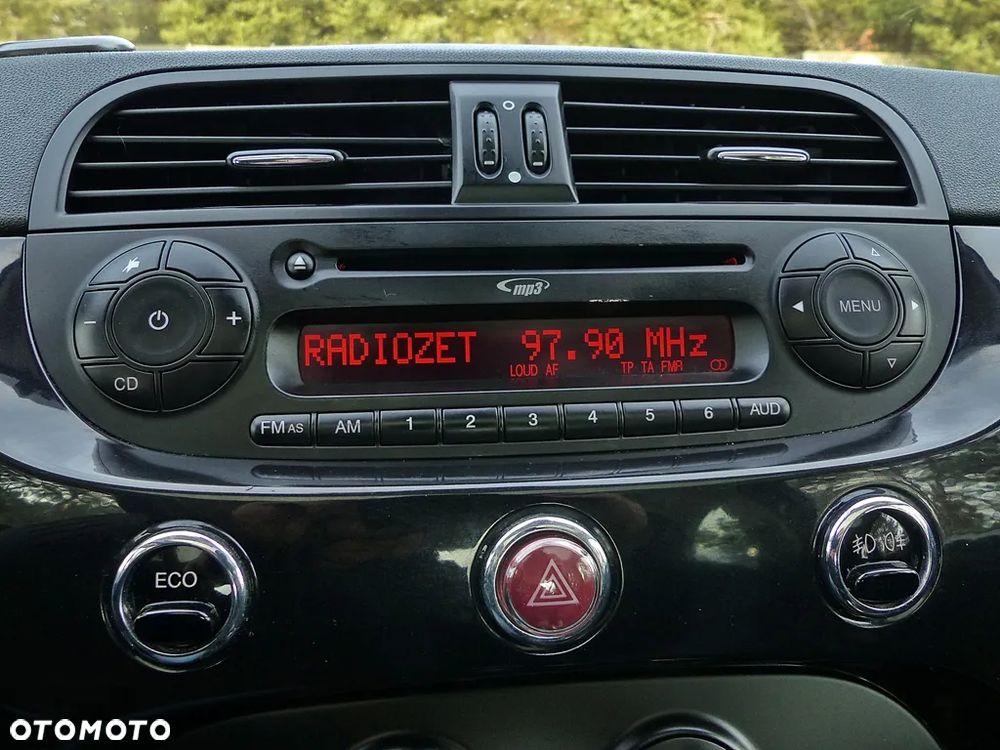 mp3
RADIOZET 97.90 MHz
LOUD AF TP TA FMA
MENU
CD
FM AS AM 1 2 3 4 5 6 AUD
ECO
OTOMOTO